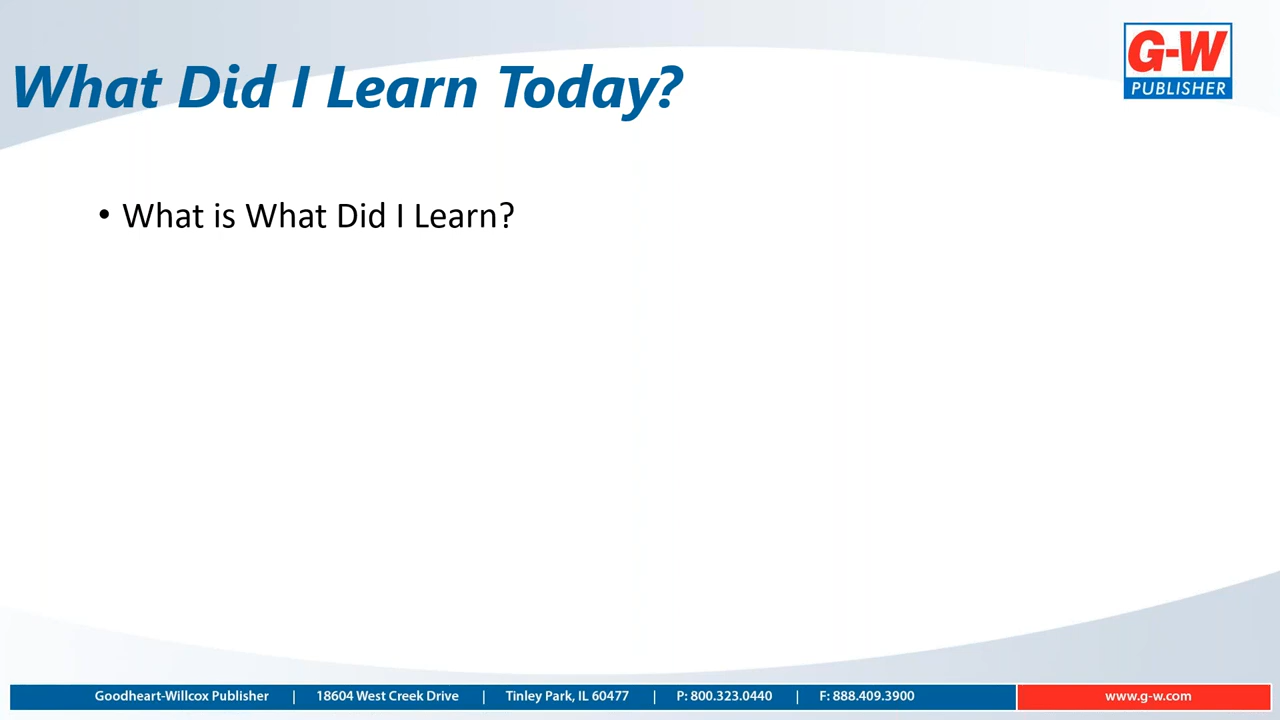 What Did I Learn Today?
G-W
PUBLISHER
• What is What Did I Learn?
Goodheart-Willcox Publisher | 18604 West Creek Drive | Tinley Park, IL 60477 | P: 800.323.0440 | F: 888.409.3900 www.g-w.com